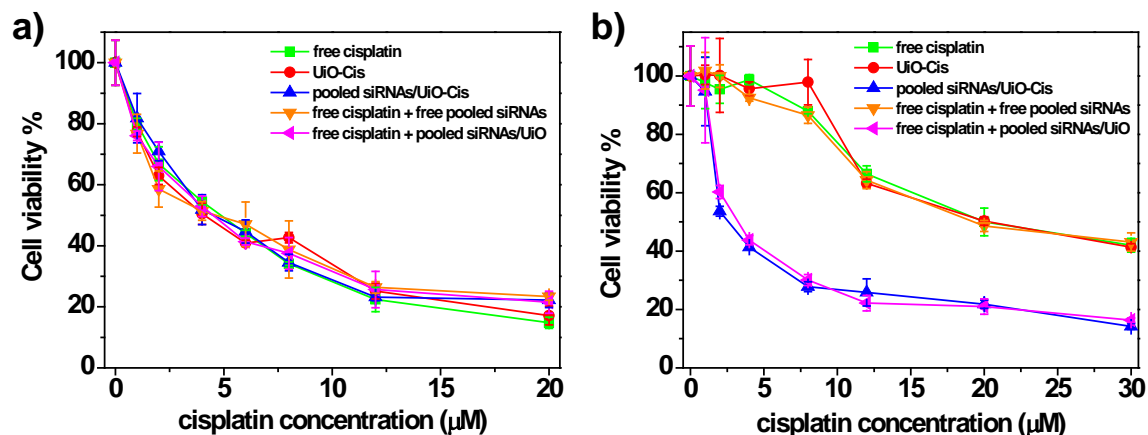 a)
free cisplatin
UiO-Cis
pooled siRNAs/UiO-Cis
free cisplatin + free pooled siRNAs
free cisplatin + pooled siRNAs/UiO
Cell viability %
100
80
60
40
20
0
0 5 10 15 20
cisplatin concentration (μM)
b)
free cisplatin
UiO-Cis
pooled siRNAs/UiO-Cis
free cisplatin + free pooled siRNAs
free cisplatin + pooled siRNAs/UiO
Cell viability %
100
80
60
40
20
0
0 5 10 15 20 25 30
cisplatin concentration (μM)